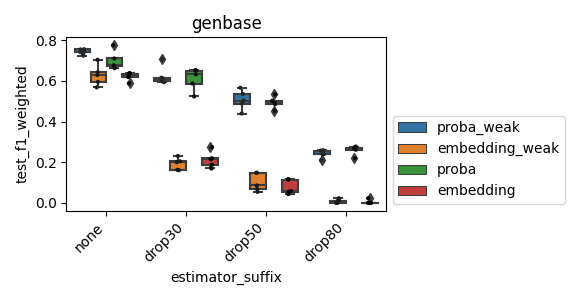 genbase
0.8
0.6
0.4
0.2
0.0
test_f1_weighted
none
drop30
drop50
drop80
estimator_suffix
proba_weak
embedding_weak
proba
embedding